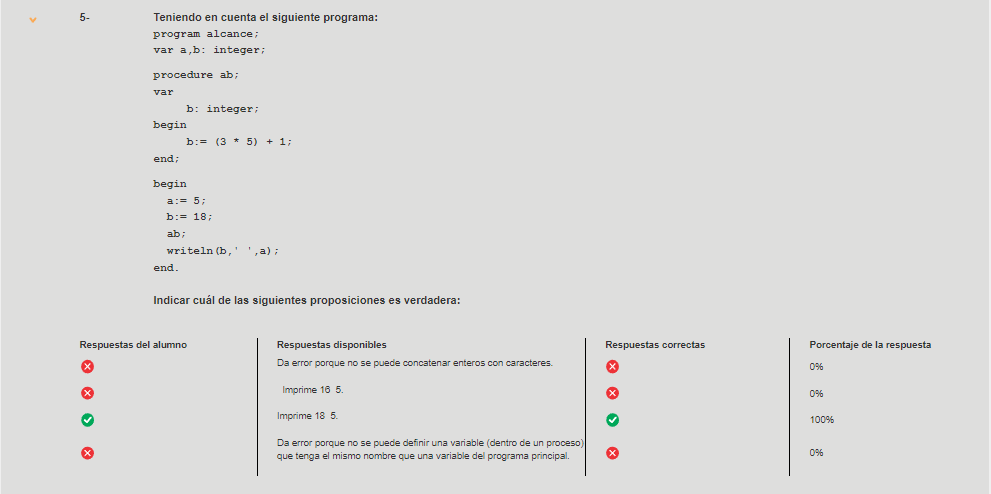 5- Teniendo en cuenta el siguiente programa:
program alcance;
var a,b: integer;
procedure ab;
var
b: integer;
begin
b:= (3 * 5) + 1;
end;
begin
a:= 5;
b:= 18;
ab;
writeln(b,' ',a);
end.
Indicar cuál de las siguientes proposiciones es verdadera:
Respuestas del alumno Respuestas disponibles Respuestas correctas Porcentaje de la respuesta
Da error porque no se puede concatenar enteros con caracteres. 0%
Imprime 16 5. 0%
Imprime 18 5. 100%
Da error porque no se puede definir una variable (dentro de un proceso)
que tenga el mismo nombre que una variable del programa principal. 0%